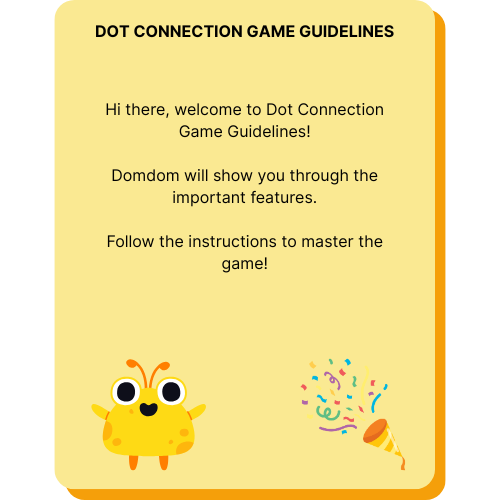 DOT CONNECTION GAME GUIDELINES
Hi there, welcome to Dot Connection
Game Guidelines!
Domdom will show you through the
important features.
Follow the instructions to master the
game!